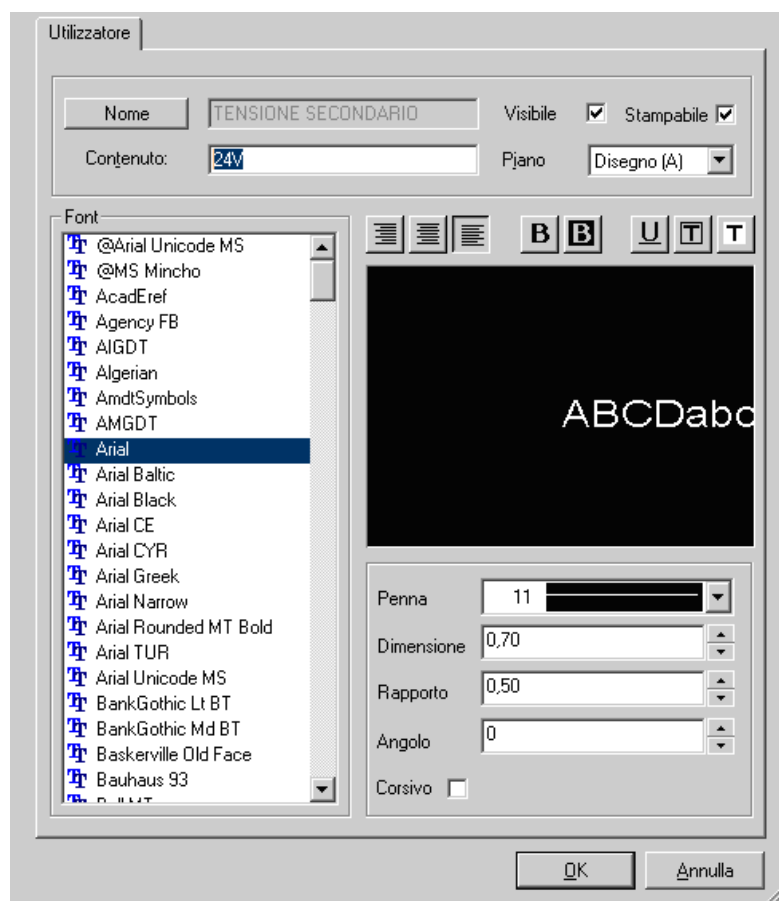 Utilizzatore
Nome
TENSIONE SECONDARIO
Visibile
Stampabile
Contenuto:
24V
Piano
Disegno (A)
Font
@Arial Unicode MS
@MS Mincho
AcadEref
Agency FB
AIGDT
Algerian
AmdtSymbols
AMGDT
Arial
Arial Baltic
Arial Black
Arial CE
Arial CYR
Arial Greek
Arial Narrow
Arial Rounded MT Bold
Arial TUR
Arial Unicode MS
BankGothic Lt BT
BankGothic Md BT
Baskerville Old Face
Bauhaus 93
B B U T T
ABCDabc
Penna
11
Dimensione
0,70
Rapporto
0,50
Angolo
0
Corsivo
OK
Annulla